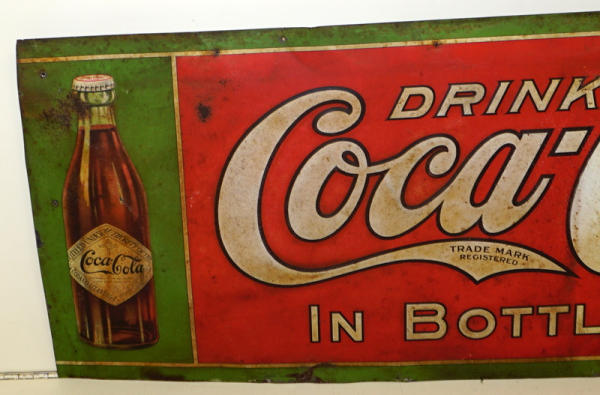 DRINK
Coca-C
TRADE MARK
REGISTERED
IN BOTTL
Coca-Cola